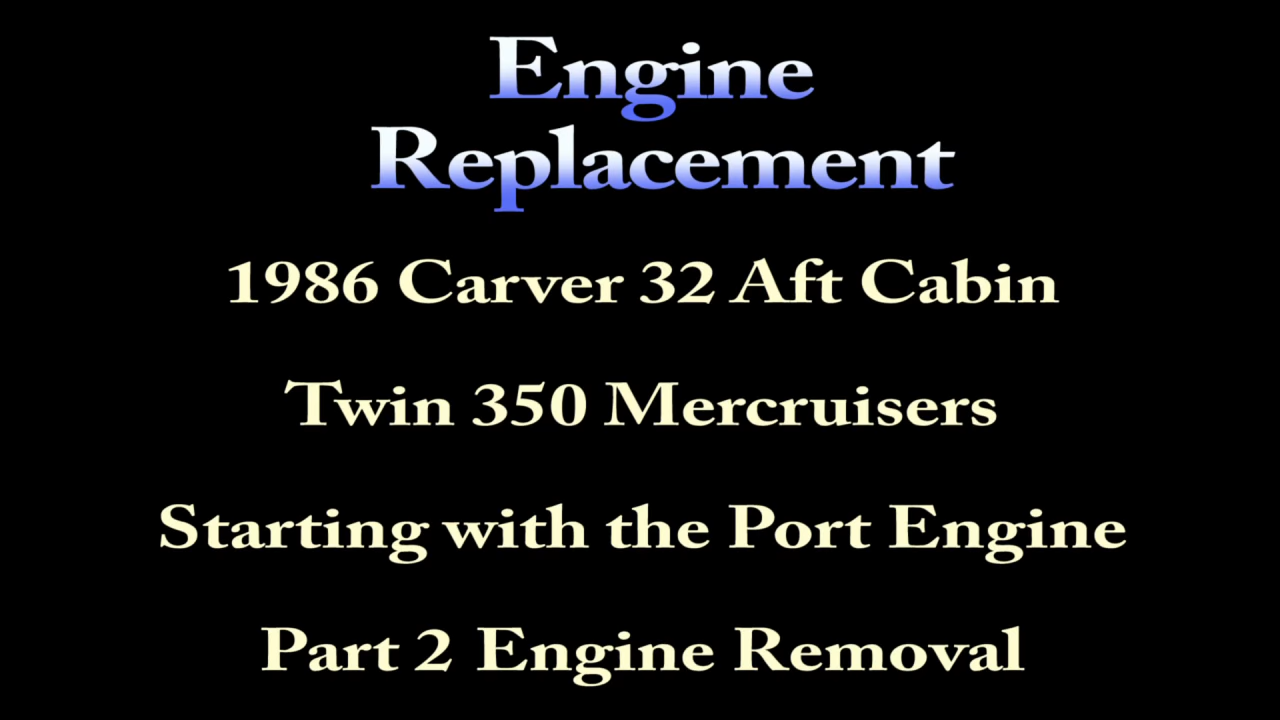 Engine
Replacement
1986 Carver 32 Aft Cabin
Twin 350 Mercruisers
Starting with the Port Engine
Part 2 Engine Removal